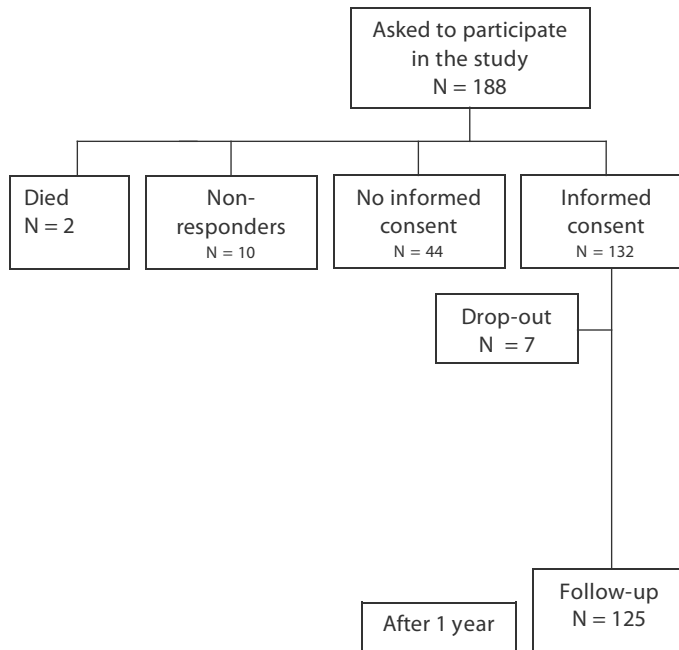 Asked to participate
in the study
N = 188
Died
N = 2
Non-
responders
N = 10
No informed
consent
N = 44
Informed
consent
N = 132
Drop-out
N = 7
Follow-up
N = 125
After 1 year